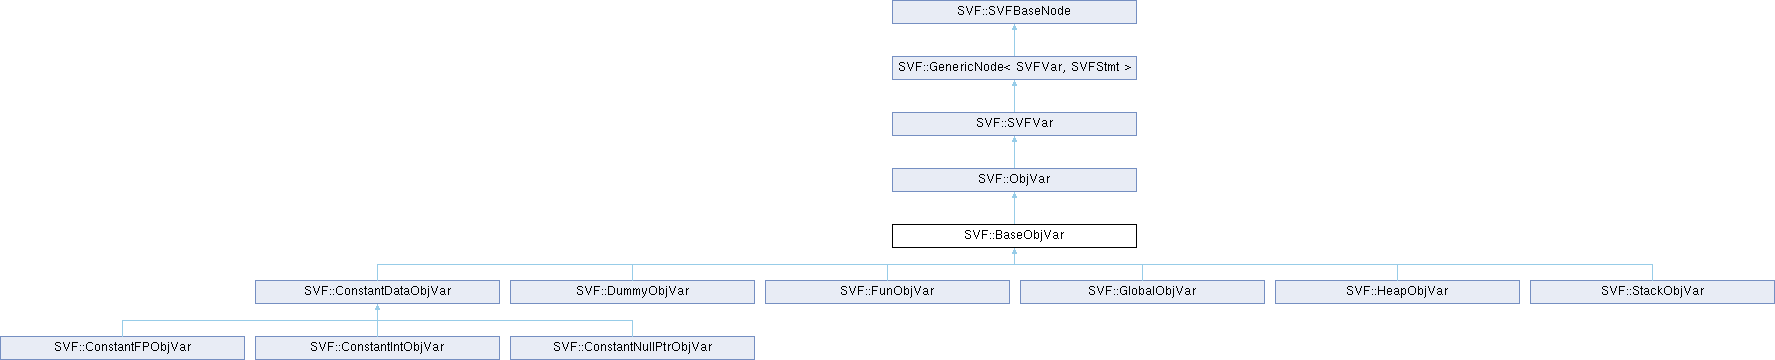 SVF::SVFBaseNode
SVF::GenericNode< SVFVar, SVFStmt >
SVF::SVFVar
SVF::ObjVar
SVF::BaseObjVar
SVF::ConstantDataObjVar
SVF::DummyObjVar
SVF::FunObjVar
SVF::GlobalObjVar
SVF::HeapObjVar
SVF::StackObjVar
SVF::ConstantFPObjVar
SVF::ConstantIntObjVar
SVF::ConstantNullPtrObjVar